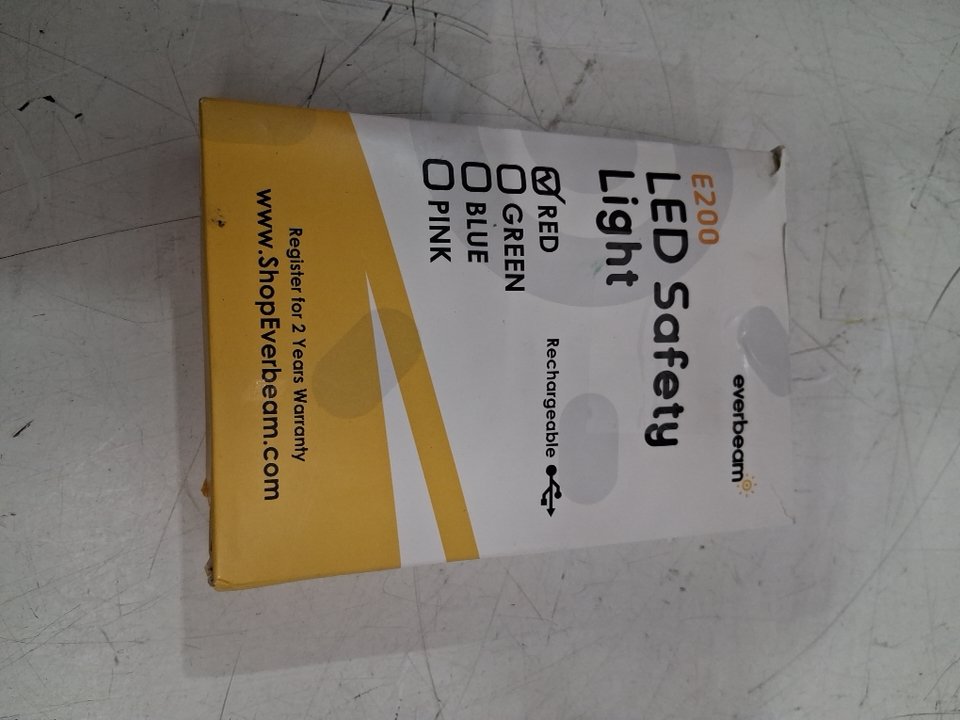 everbeam
E200
LED Safety
Light
RED
GREEN
BLUE
PINK
Rechargeable
Register for 2 Years Warranty
www.ShopEverbeam.com